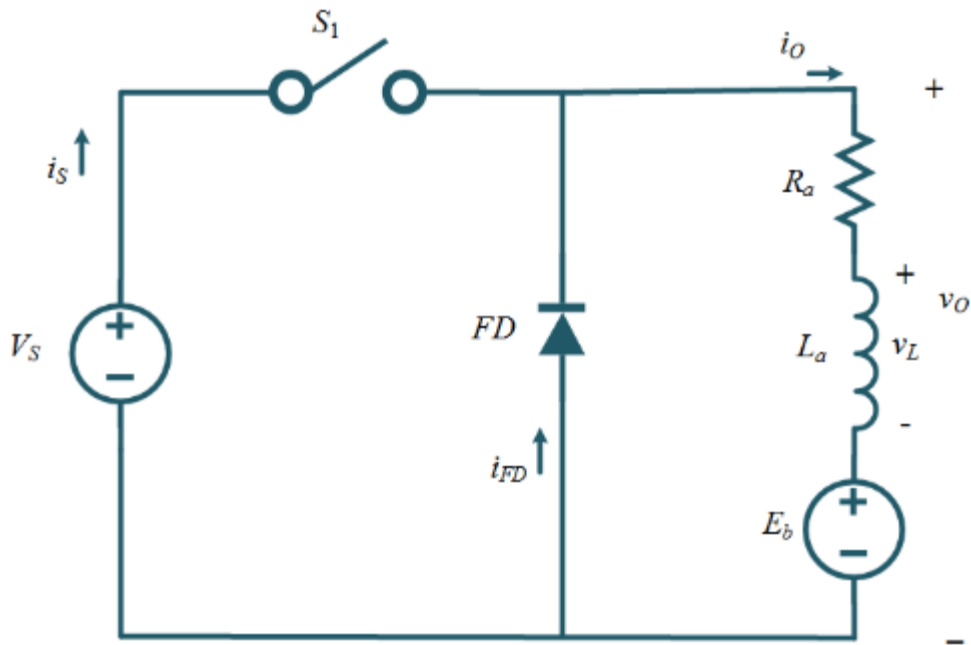 S1
iO
+
iS
Ra
+
vO
VS
+
−
FD
La
vL
-
iFD
Eb
+
−
−